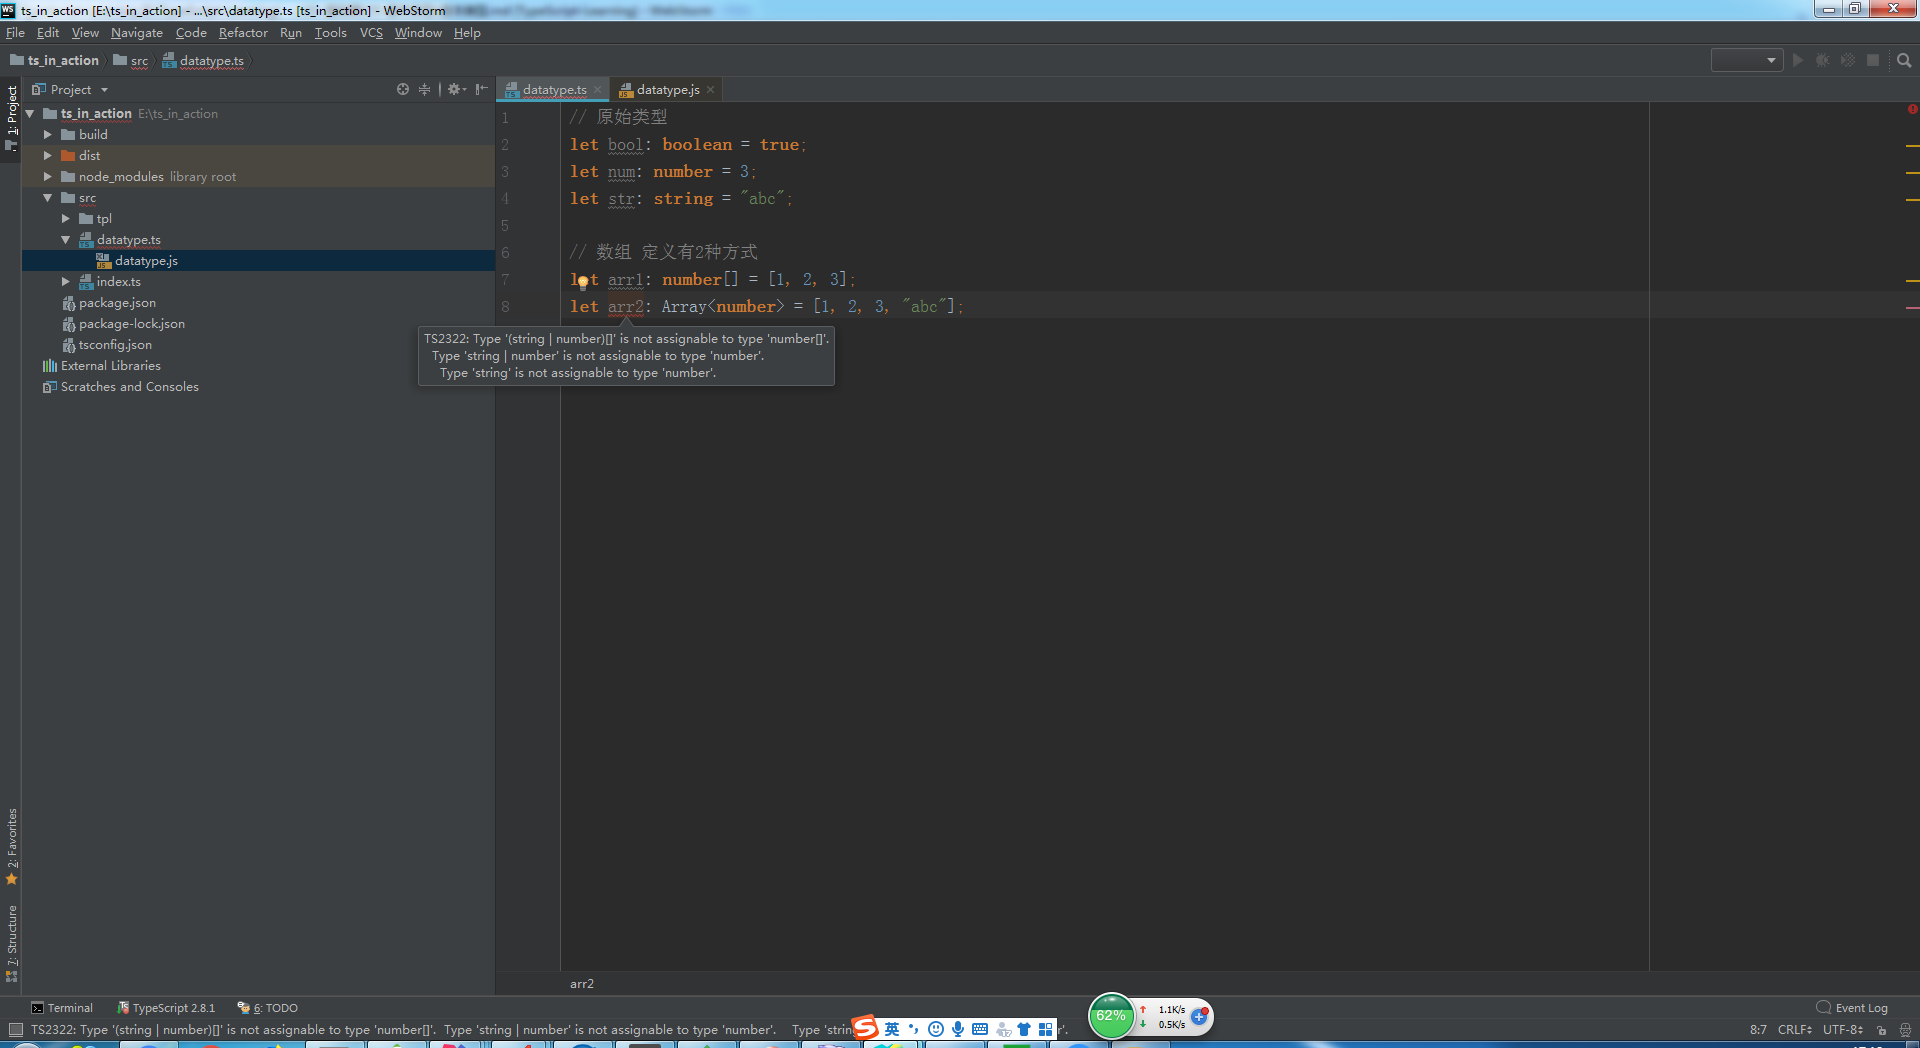 ts_in_action [E:\ts_in_action] - ...\src\datatype.ts [ts_in_action] - WebStorm
File Edit View Navigate Code Refactor Run Tools VCS Window Help
ts_in_action src datatype.ts
1: Project
Project
datatype.ts datatype.js
ts_in_action E:\ts_in_action
build
dist
node_modules library root
src
tpl
datatype.ts
datatype.js
index.ts
package.json
package-lock.json
tsconfig.json
External Libraries
Scratches and Consoles
1 // 原始类型
2 let bool: boolean = true;
3 let num: number = 3;
4 let str: string = "abc";
5
6 // 数组 定义有2种方式
7 let arr1: number[] = [1, 2, 3];
8 let arr2: Array<number> = [1, 2, 3, "abc"];
TS2322: Type '(string | number)[]' is not assignable to type 'number[]'.
Type 'string | number' is not assignable to type 'number'.
Type 'string' is not assignable to type 'number'.
2: Favorites
7: Structure
arr2
Terminal TypeScript 2.8.1 6: TODO
62% 1.1K/s
0.5K/s
Event Log
TS2322: Type '(string | number)[]' is not assignable to type 'number[]'. Type 'string | number' is not assignable to type 'number'. Type 'strin
英
8:7 CRLF UTF-8